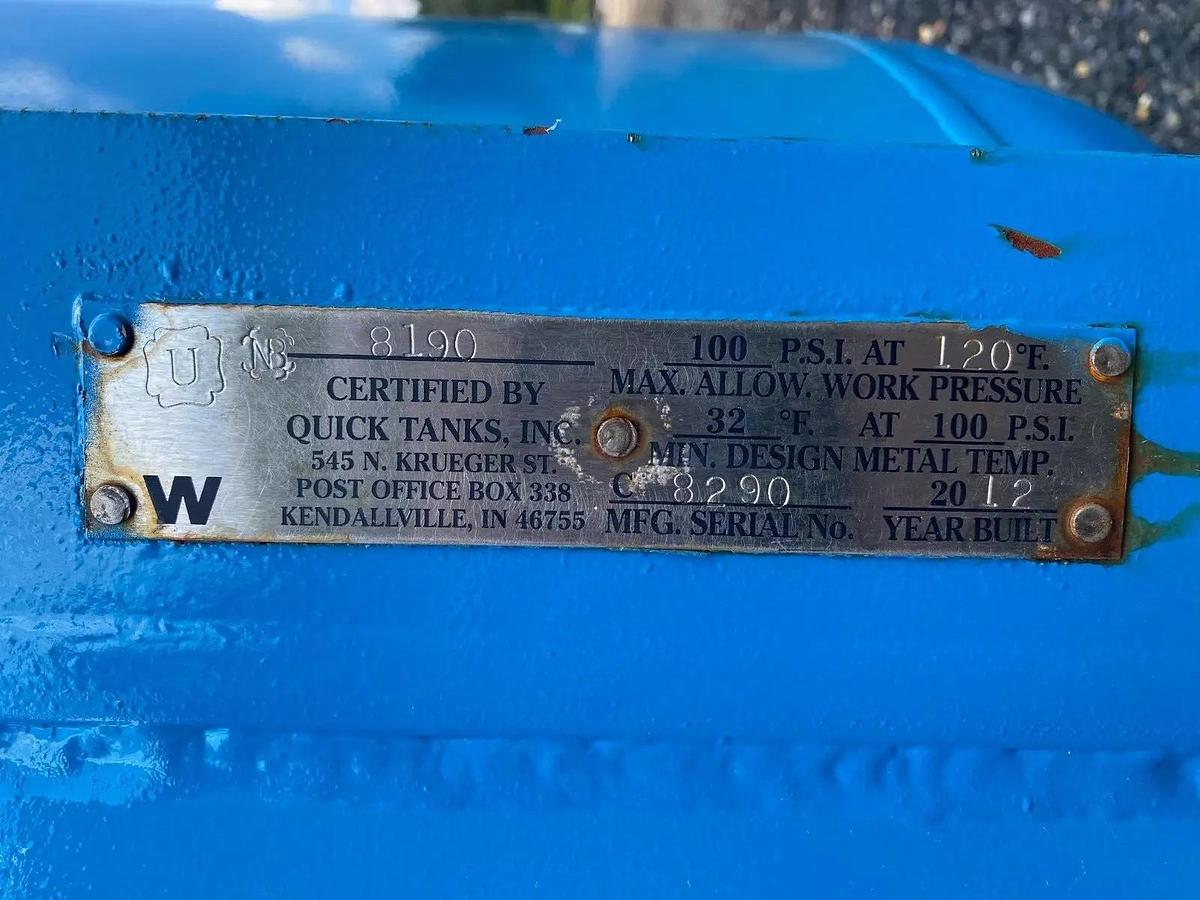 U NB 8190
CERTIFIED BY
QUICK TANKS, INC.
545 N. KRUEGER ST.
POST OFFICE BOX 338
KENDALLVILLE, IN 46755
W
100 P.S.I. AT 120 °F.
MAX. ALLOW. WORK PRESSURE
32 °F. AT 100 P.S.I.
MIN. DESIGN METAL TEMP.
C 8290 2012
MFG. SERIAL No. YEAR BUILT